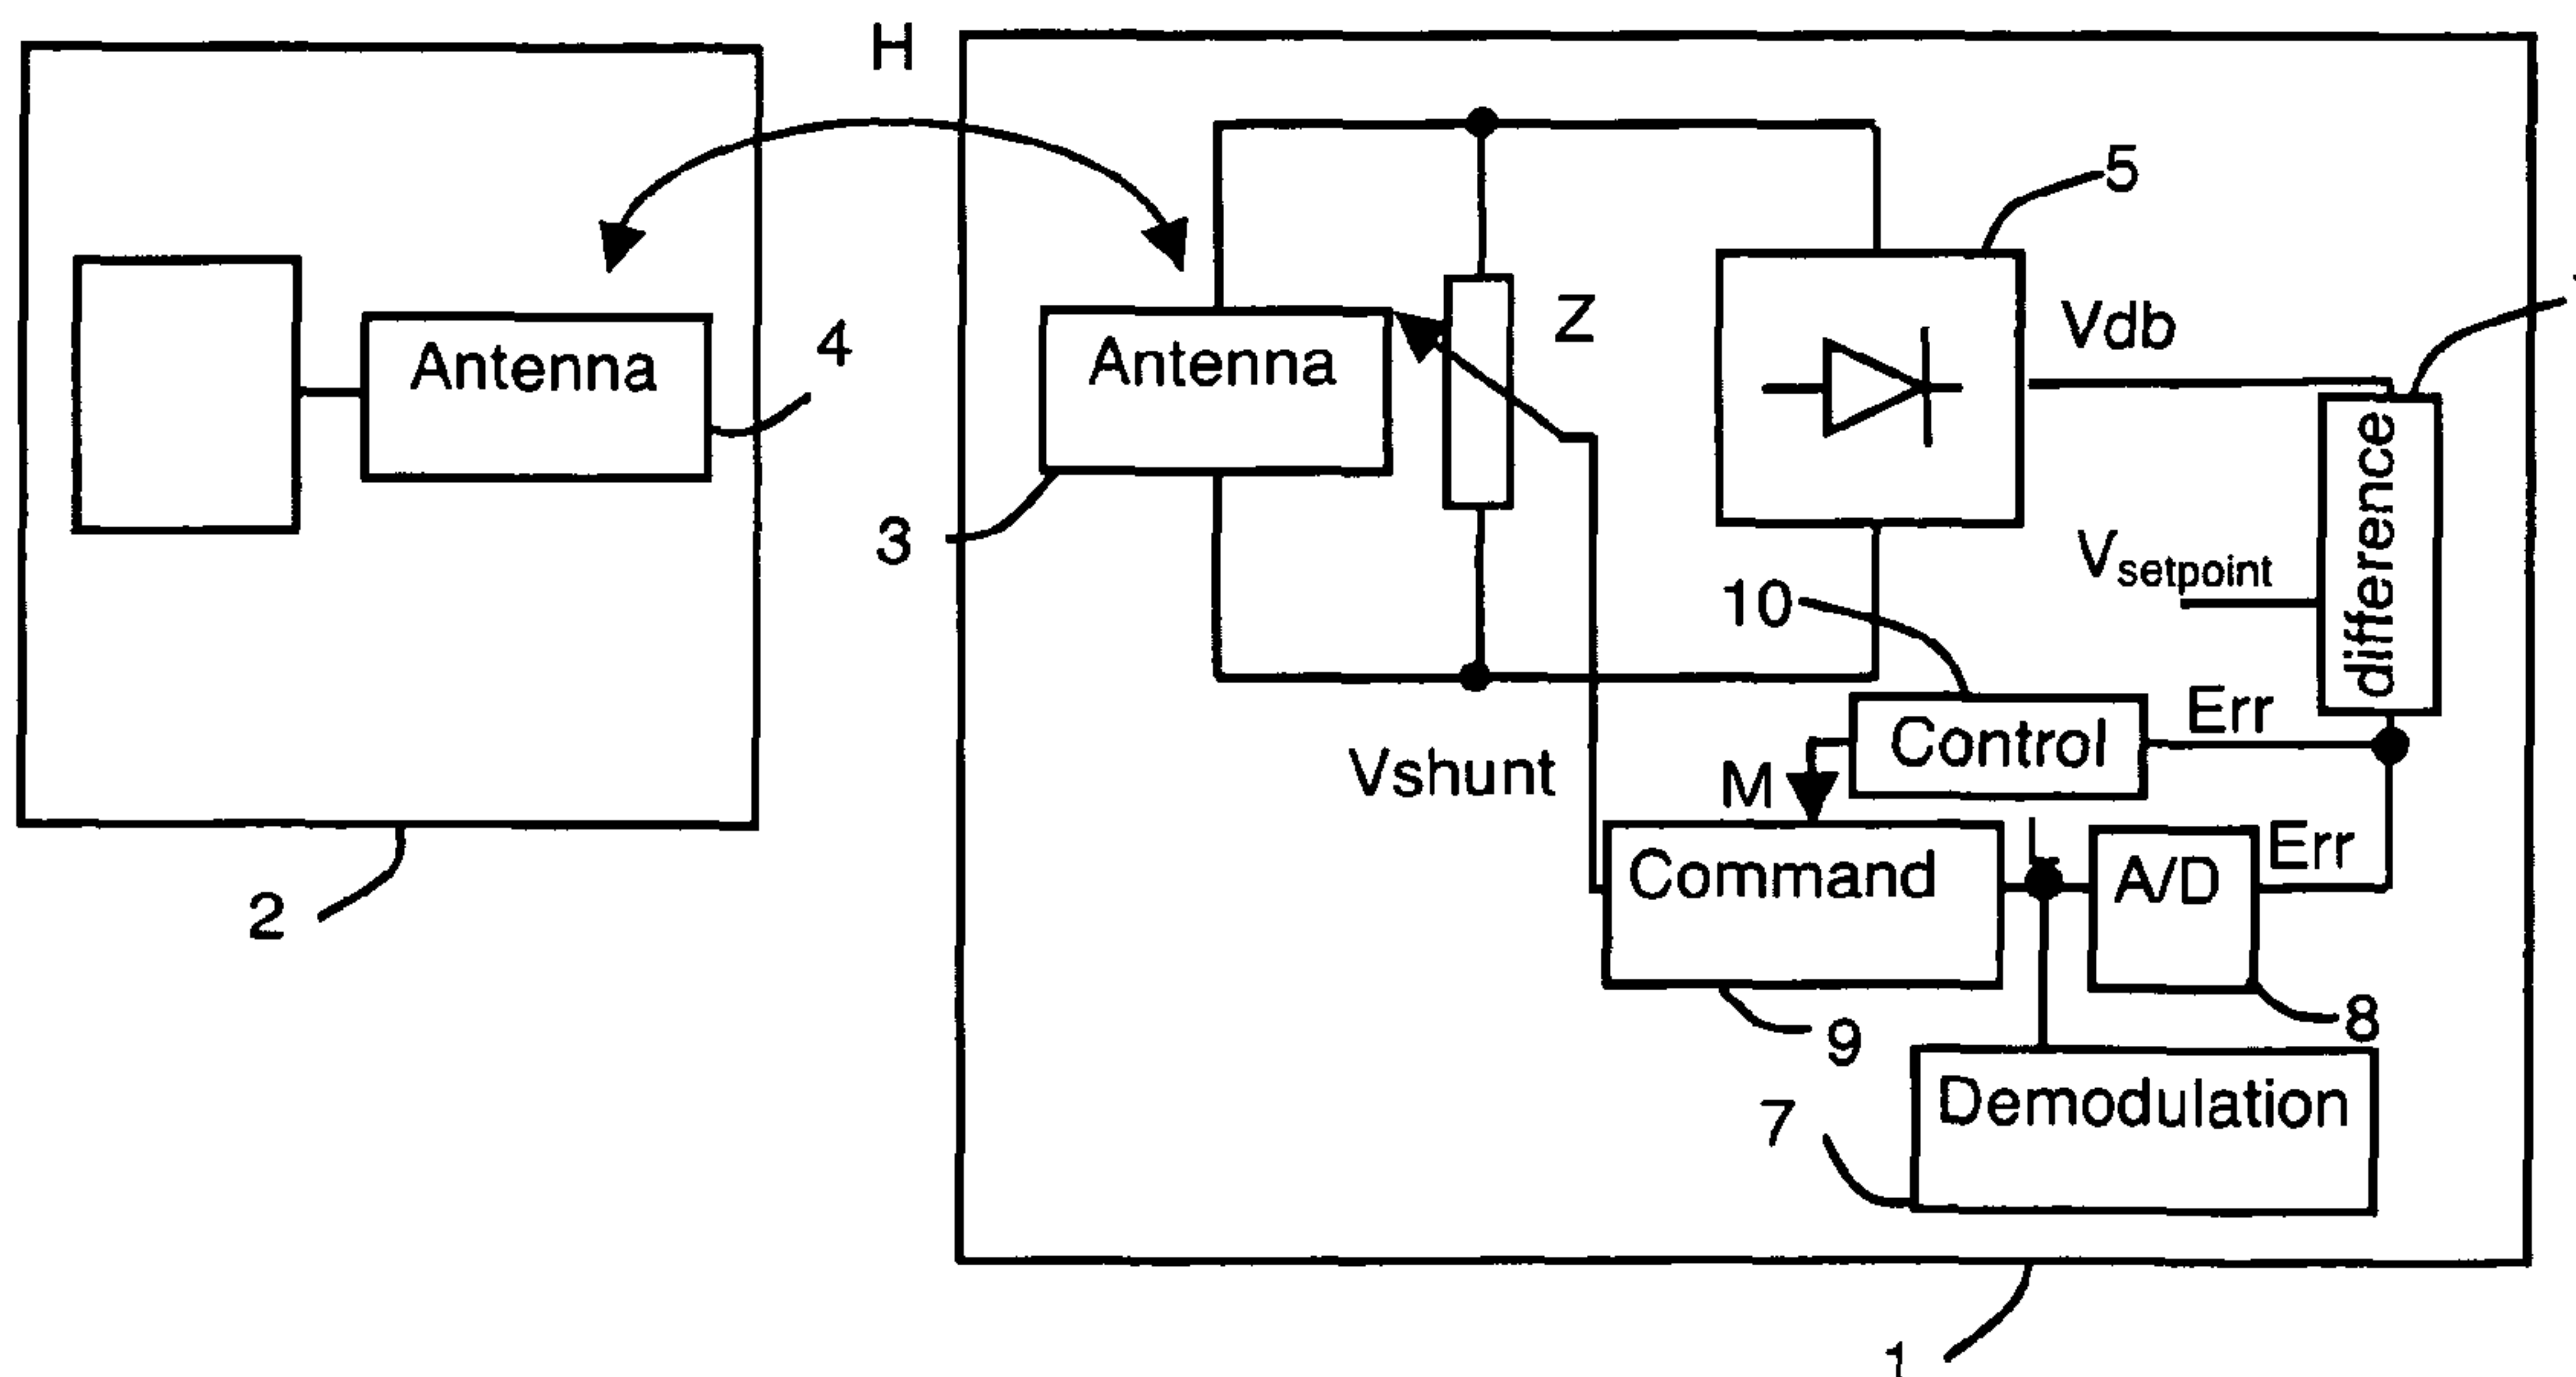 H
5
Antenna
4
Antenna
Z
Vdb
difference
3
Vsetpoint
10
Control
Err
Vshunt
M
Command
A/D
Err
2
9
8
7
Demodulation
1